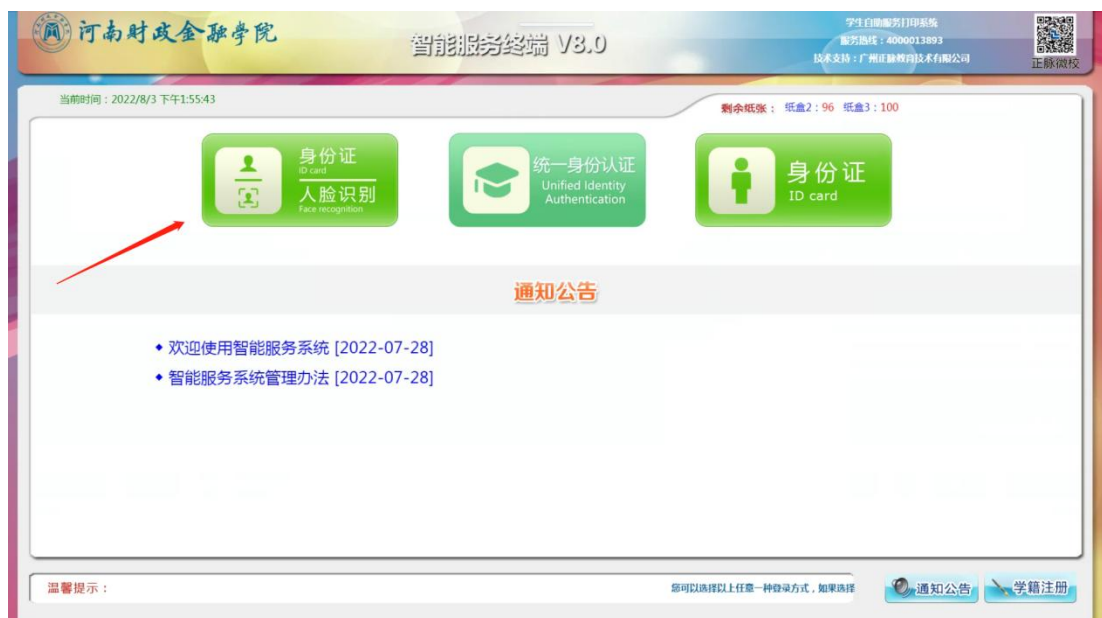 河南财政金融学院
智能服务终端 V8.0
学生自助服务打印系统
服务热线：4000013893
技术支持：广州正脉教育技术有限公司
正脉微校
当前时间：2022/8/3 下午1:55:43
剩余纸张： 纸盒2：96 纸盒3：100
身份证
ID card
人脸识别
Face recognition
统一身份认证
Unified Identity
Authentication
身份证
ID card
通知公告
欢迎使用智能服务系统 [2022-07-28]
智能服务系统管理办法 [2022-07-28]
温馨提示：
您可以选择以上任意一种登录方式，如果选择
通知公告
学籍注册